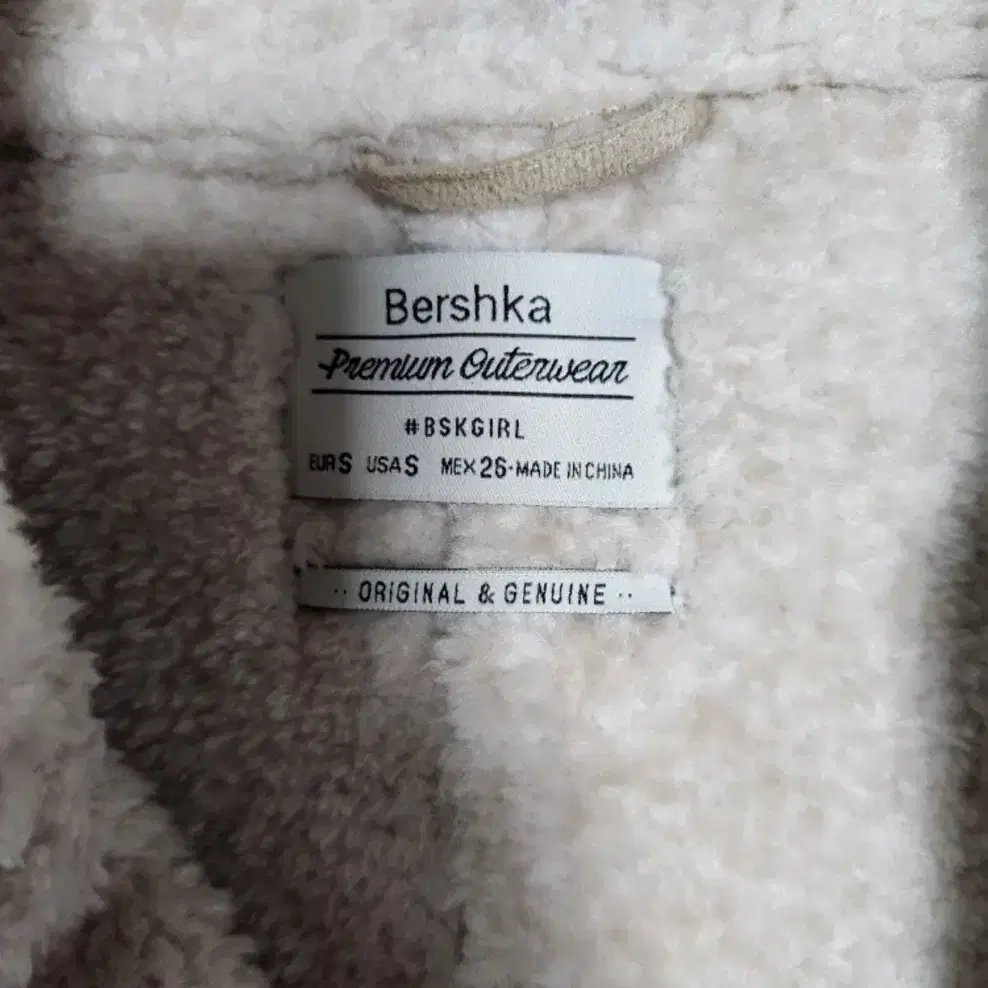 Bershka
Premium Outerwear
#BSKGIRL
EUR S USA S MEX 26-MADE IN CHINA
·· ORIGINAL & GENUINE ··